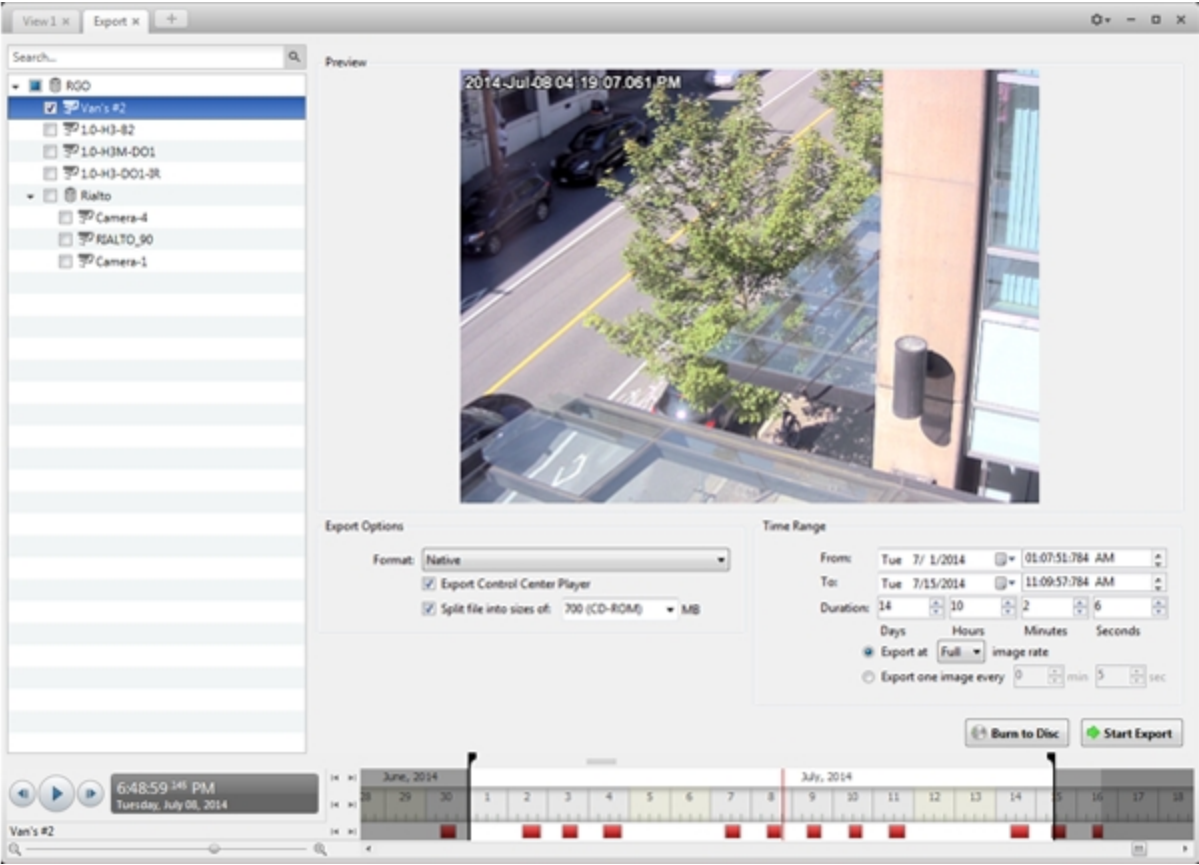 View 1 ×
Export ×
+
Search...
Preview
RGO
Van's #2
1.0-H3-B2
1.0-H3M-DO1
1.0-H3-DO1-IR
Rialto
Camera-4
RIALTO_90
Camera-1
2014-Jul-08 04 19 07.061 PM
Export Options
Format: Native
Export Control Center Player
Split file into sizes of: 700 (CD-ROM) MB
Time Range
From: Tue 7/ 1/2014 01:07:51:784 AM
To: Tue 7/15/2014 11:09:57:784 AM
Duration: 14 10 2 6
Days Hours Minutes Seconds
Export at Full image rate
Export one image every 0 min 5 sec
Burn to Disc Start Export
6:48:59 345 PM
Tuesday, July 08, 2014
June, 2014 July, 2014
28 29 30 1 2 3 4 5 6 7 8 9 10 11 12 13 14 15 16 17 18
Van's #2